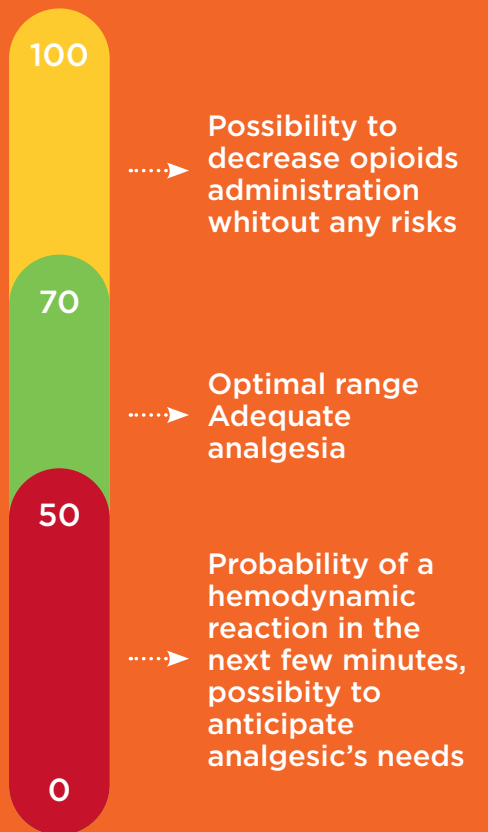 100
Possibility to
decrease opioids
administration
whitout any risks
70
Optimal range
Adequate
analgesia
50
Probability of a
hemodynamic
reaction in the
next few minutes,
possibity to
anticipate
analgesic's needs
0